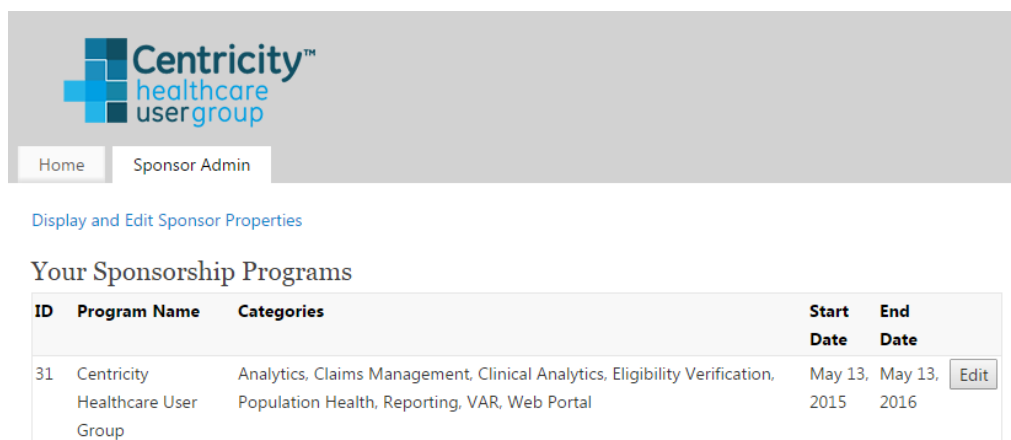 Centricity™
healthcare
usergroup
Home Sponsor Admin
Display and Edit Sponsor Properties
Your Sponsorship Programs
ID Program Name Categories Start Date End Date
31 Centricity Analytics, Claims Management, Clinical Analytics, Eligibility Verification, May 13, May 13, Edit
Healthcare User Population Health, Reporting, VAR, Web Portal 2015 2016
Group